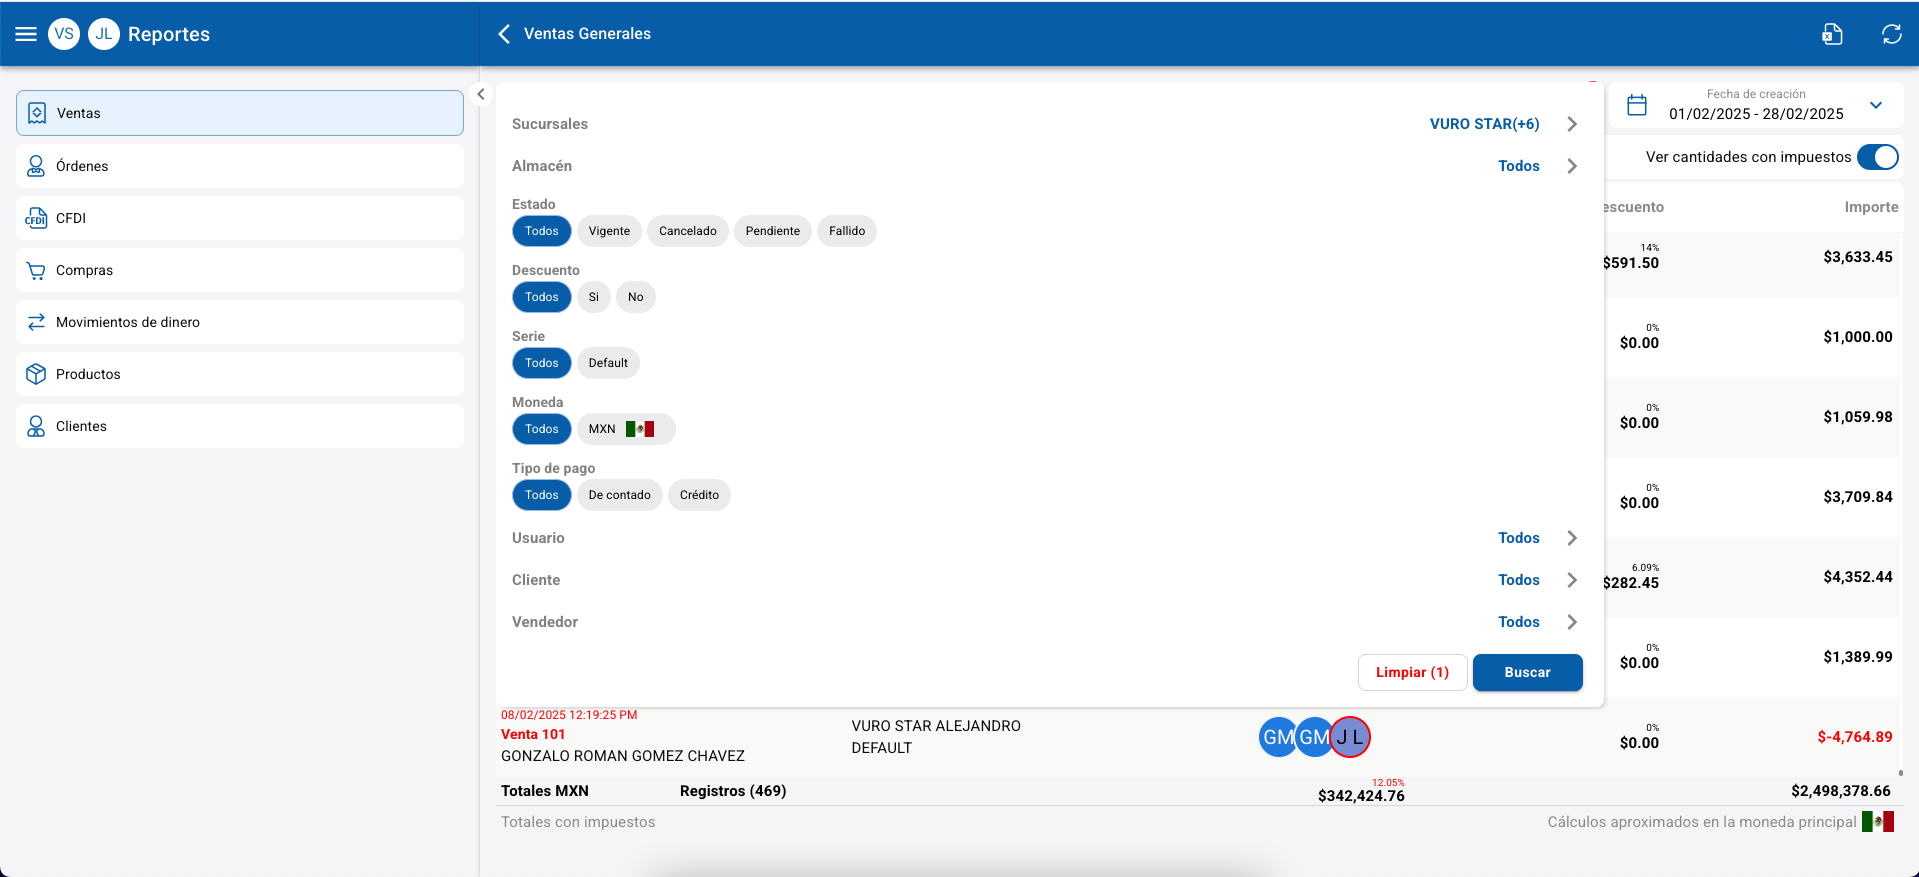 VS JL Reportes
Ventas Generales
Ventas
Órdenes
CFDI
CFDI
Compras
Movimientos de dinero
Productos
Clientes
Sucursales VURO STAR(+6)
Almacén Todos
Estado
Todos Vigente Cancelado Pendiente Fallido
Descuento
Todos Si No
Serie
Todos Default
Moneda
Todos MXN
Tipo de pago
Todos De contado Crédito
Usuario Todos
Cliente Todos
Vendedor Todos
Limpiar (1) Buscar
Fecha de creación
01/02/2025 - 28/02/2025
Ver cantidades con impuestos
escuento Importe
14%
$591.50 $3,633.45
0%
$0.00 $1,000.00
0%
$0.00 $1,059.98
0%
$0.00 $3,709.84
6.09%
$282.45 $4,352.44
0%
$0.00 $1,389.99
08/02/2025 12:19:25 PM
Venta 101
GONZALO ROMAN GOMEZ CHAVEZ
VURO STAR ALEJANDRO
DEFAULT
GM GM J L
0%
$0.00 $-4,764.89
Totales MXN Registros (469)
12.05%
$342,424.76 $2,498,378.66
Totales con impuestos Cálculos aproximados en la moneda principal